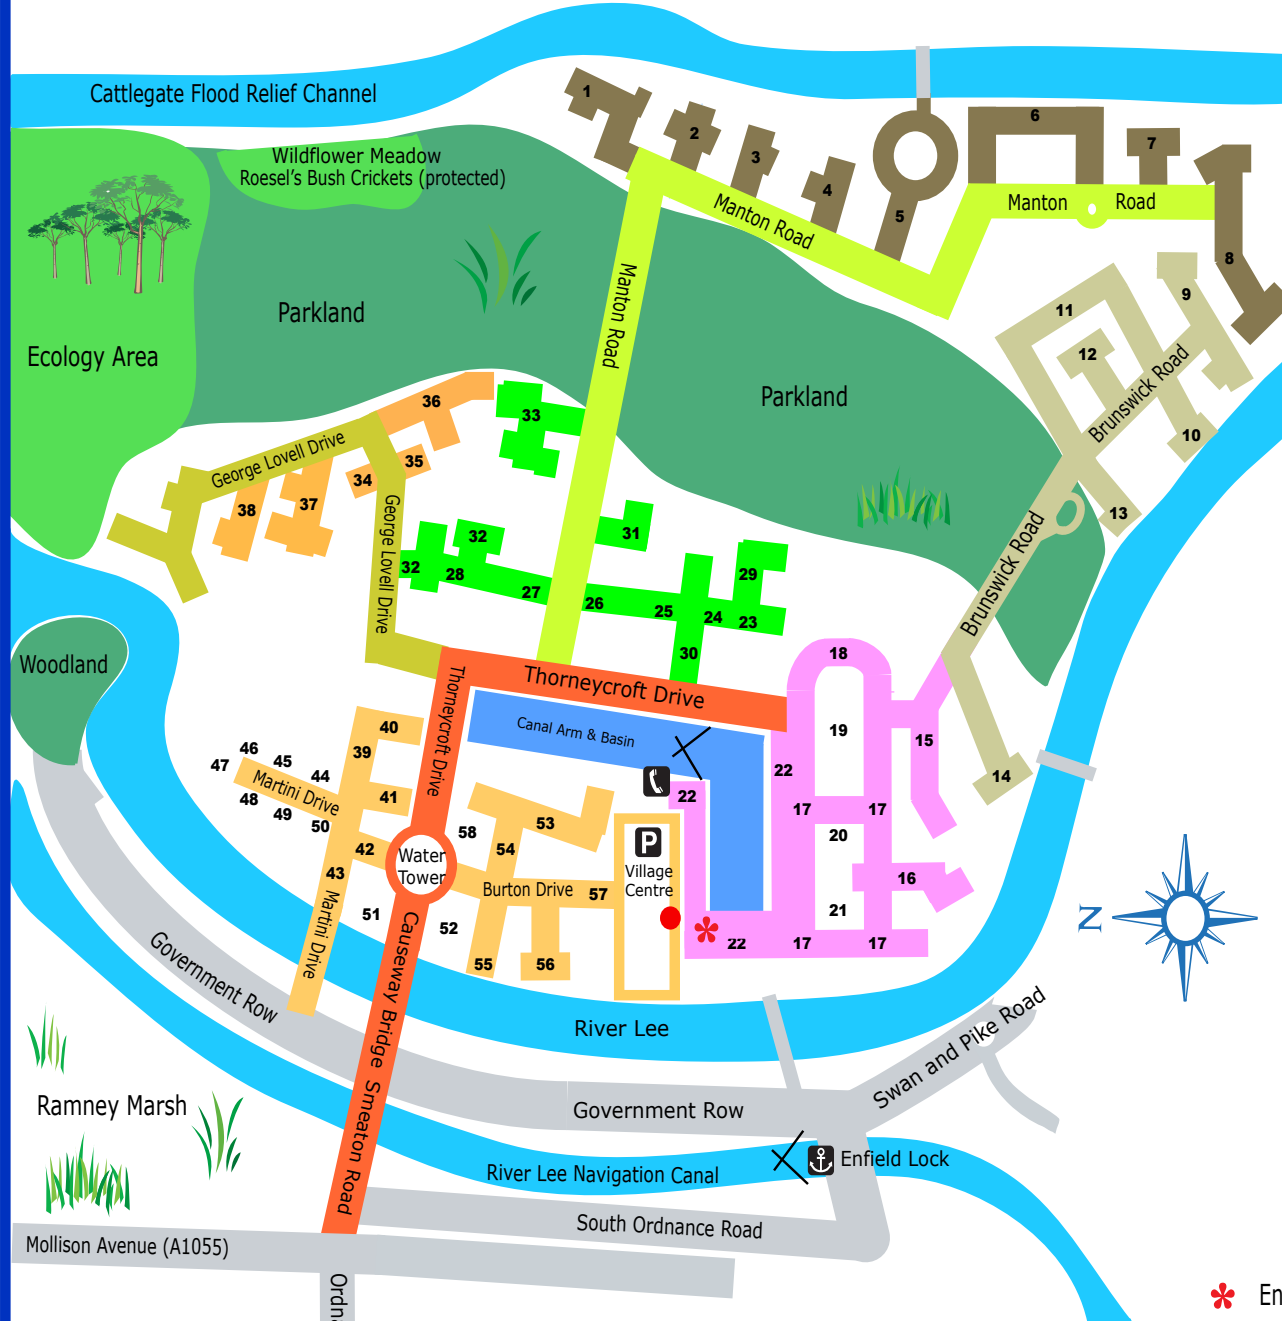 Cattlegate Flood Relief Channel
Wildflower Meadow
Roesel's Bush Crickets (protected)
1
2
3
4
5
6
7
8
Manton Road
Manton Road
Manton Road
Parkland
Ecology Area
Parkland
9
10
11
12
13
14
Brunswick Road
Brunswick Road
George Lovell Drive
George Lovell Drive
36
35
34
37
38
33
31
32
32
28
27
26
25
24
23
29
30
Woodland
Thorneycroft Drive
Thorneycroft Drive
Canal Arm & Basin
18
19
15
22
22
17
17
20
16
21
22
17
17
46
47
45
44
Martini Drive
48
49
50
40
39
41
42
43
Martini Drive
51
52
Water
Tower
58
53
54
Burton Drive
57
55
56
P
Village
Centre
N
Causeway Bridge
Smeaton Road
River Lee
Government Row
Government Row
Swan and Pike Road
Ramney Marsh
River Lee Navigation Canal
Enfield Lock
South Ordnance Road
Mollison Avenue (A1055)
Ordn
En